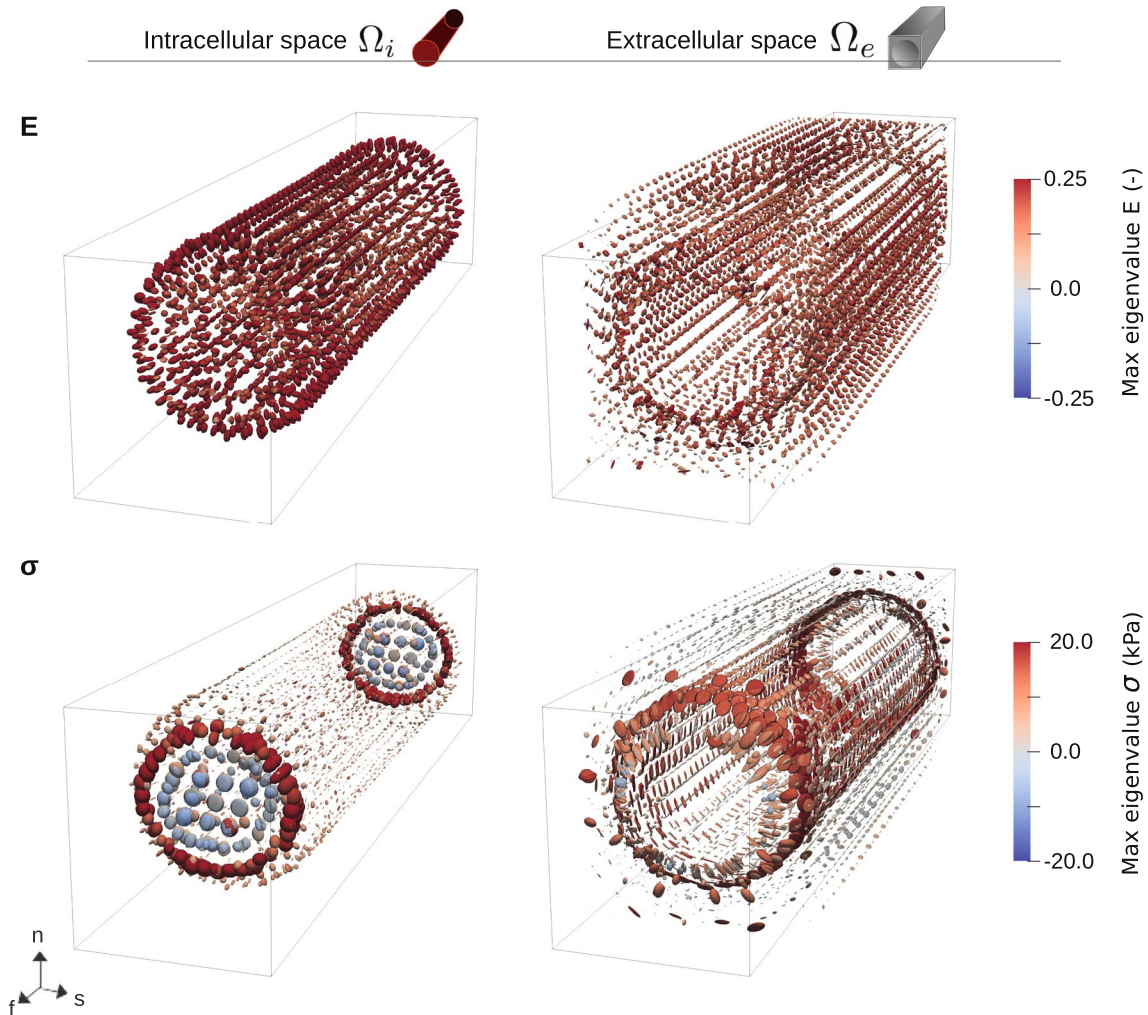 Intracellular space Ωi
Extracellular space Ωe
E
0.25
0.0
-0.25
Max eigenvalue E (-)
σ
20.0
0.0
-20.0
Max eigenvalue σ (kPa)
n
f
s